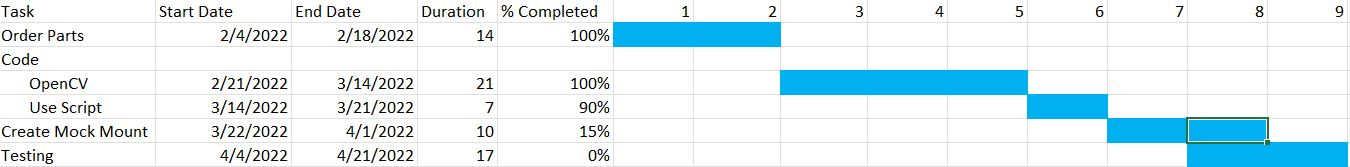 Task Start Date End Date Duration % Completed 1 2 3 4 5 6 7 8 9
Order Parts 2/4/2022 2/18/2022 14 100%
Code
OpenCV 2/21/2022 3/14/2022 21 100%
Use Script 3/14/2022 3/21/2022 7 90%
Create Mock Mount 3/22/2022 4/1/2022 10 15%
Testing 4/4/2022 4/21/2022 17 0%